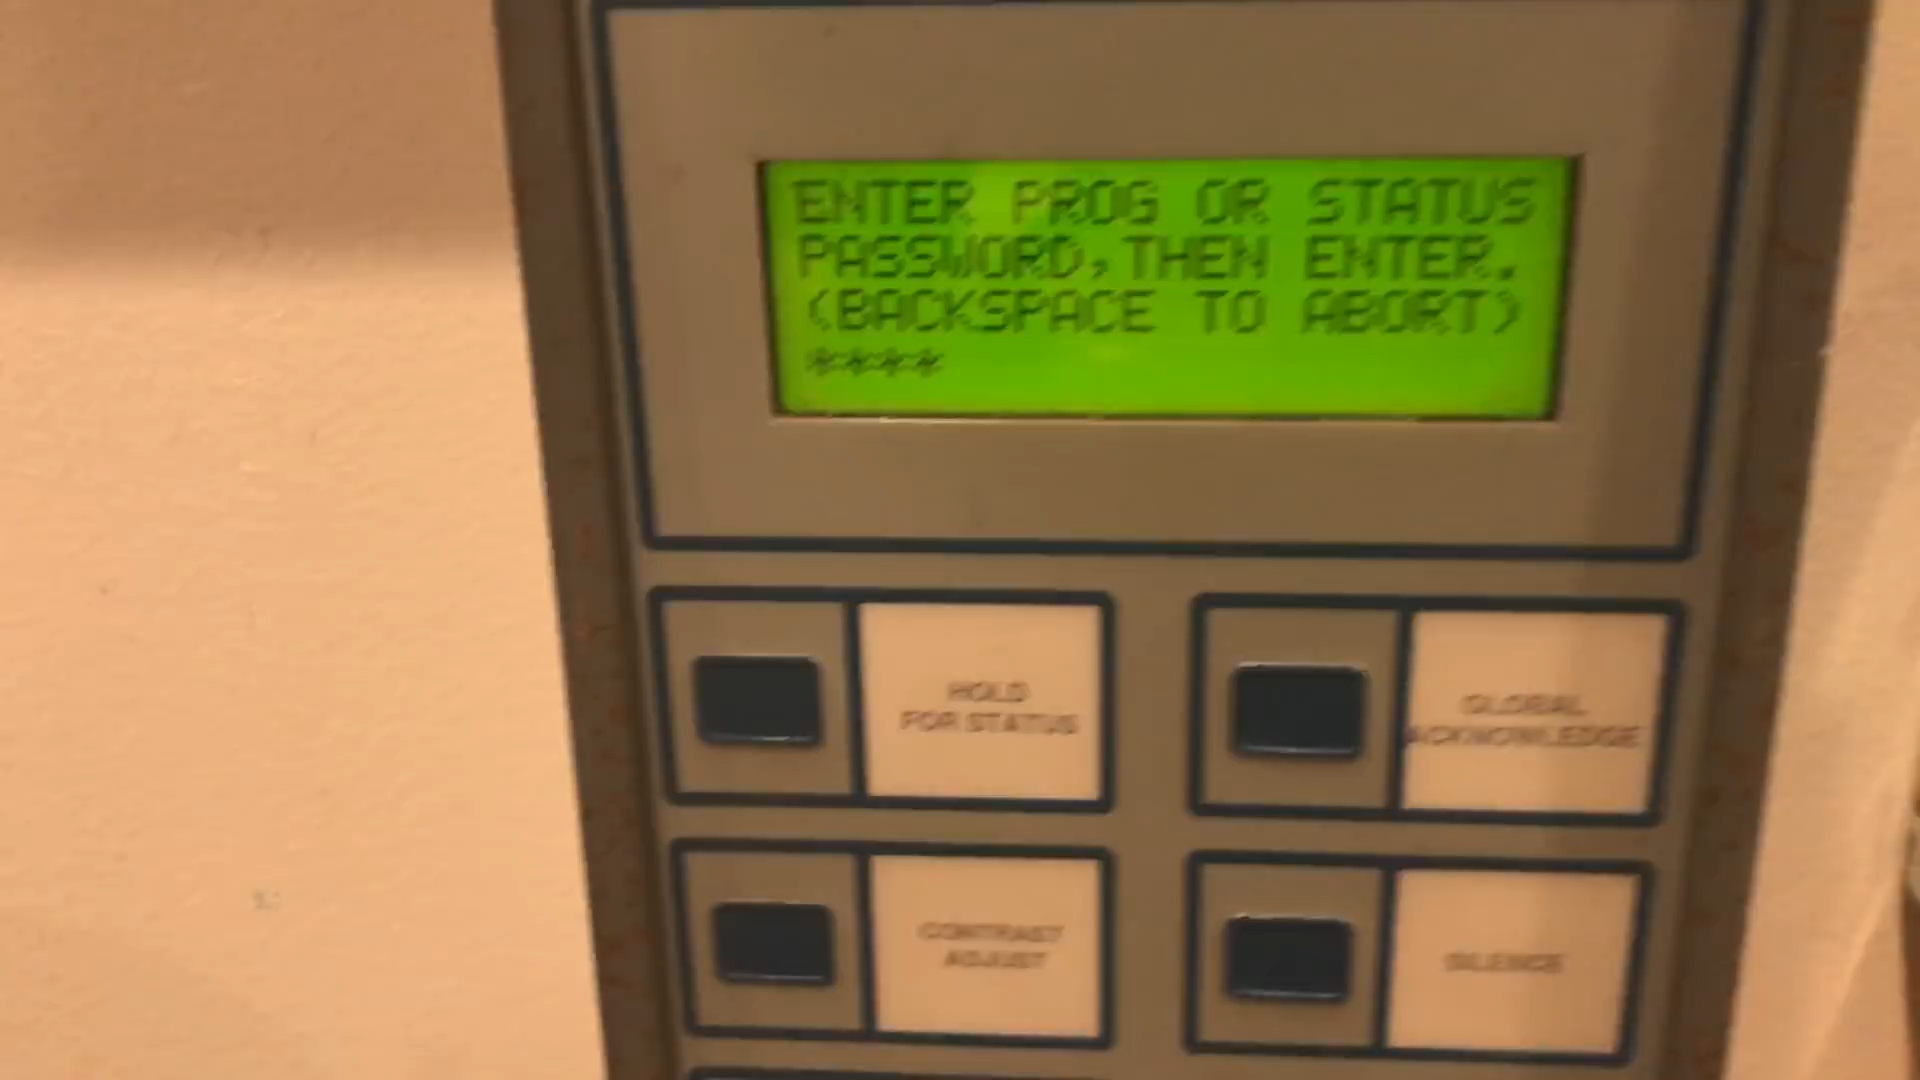 ENTER PROG OR STATUS
PASSWORD,THEN ENTER.
(BACKSPACE TO ABORT)
****
HOLD
FOR STATUS
GLOBAL
ACKNOWLEDGE
CONTRAST
ADJUST
SILENCE